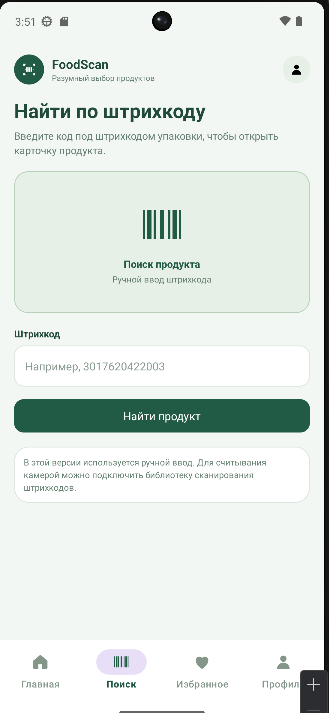 3:51
FoodScan
Разумный выбор продуктов
Найти по штрихкоду
Введите код под штрихкодом упаковки, чтобы открыть
карточку продукта.
Поиск продукта
Ручной ввод штрихкода
Штрихкод
Например, 3017620422003
Найти продукт
В этой версии используется ручной ввод. Для считывания
камерой можно подключить библиотеку сканирования
штрихкодов.
Главная Поиск Избранное Профил